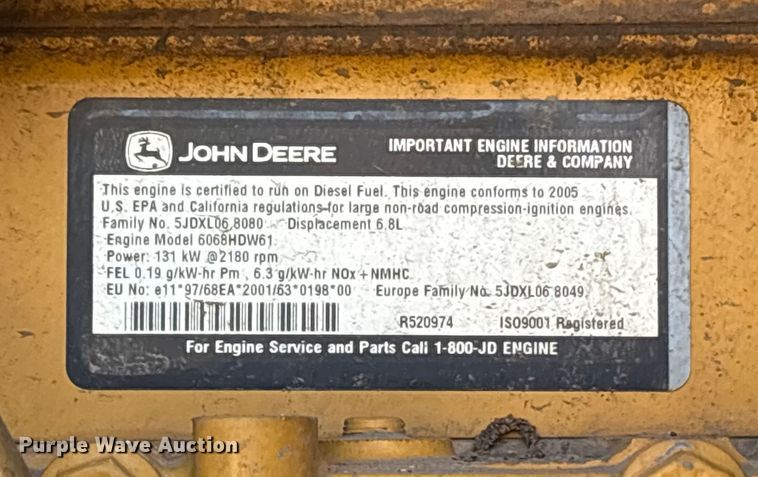 JOHN DEERE
IMPORTANT ENGINE INFORMATION
DEERE & COMPANY
This engine is certified to run on Diesel Fuel. This engine conforms to 2005
U.S. EPA and California regulations for large non-road compression-ignition engines.
Family No. 5JDXL06.8080 Displacement 6.8L
Engine Model 6068HDW61
Power: 131 kW @2180 rpm
FEL 0.19 g/kW-hr Pm , 6.3 g/kW-hr NOx + NMHC
EU No: e11*97/68EA*2001/63*0198*00 Europe Family No. 5JDXL06.8049
R520974 ISO9001 Registered
For Engine Service and Parts Call 1-800-JD ENGINE
Purple Wave Auction